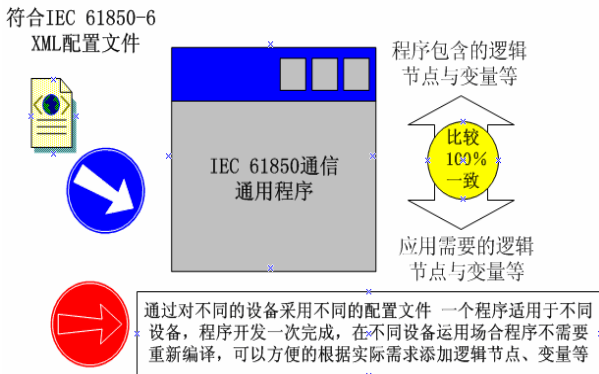 符合IEC 61850-6
XML配置文件
程序包含的逻辑
节点与变量等
IEC 61850通信
通用程序
比较
100%
一致
应用需要的逻辑
节点与变量等
通过对不同的设备采用不同的配置文件 一个程序适用于不同
设备，程序开发一次完成，在不同设备运用场合程序不需要
重新编译，可以方便的根据实际需求添加逻辑节点、变量等